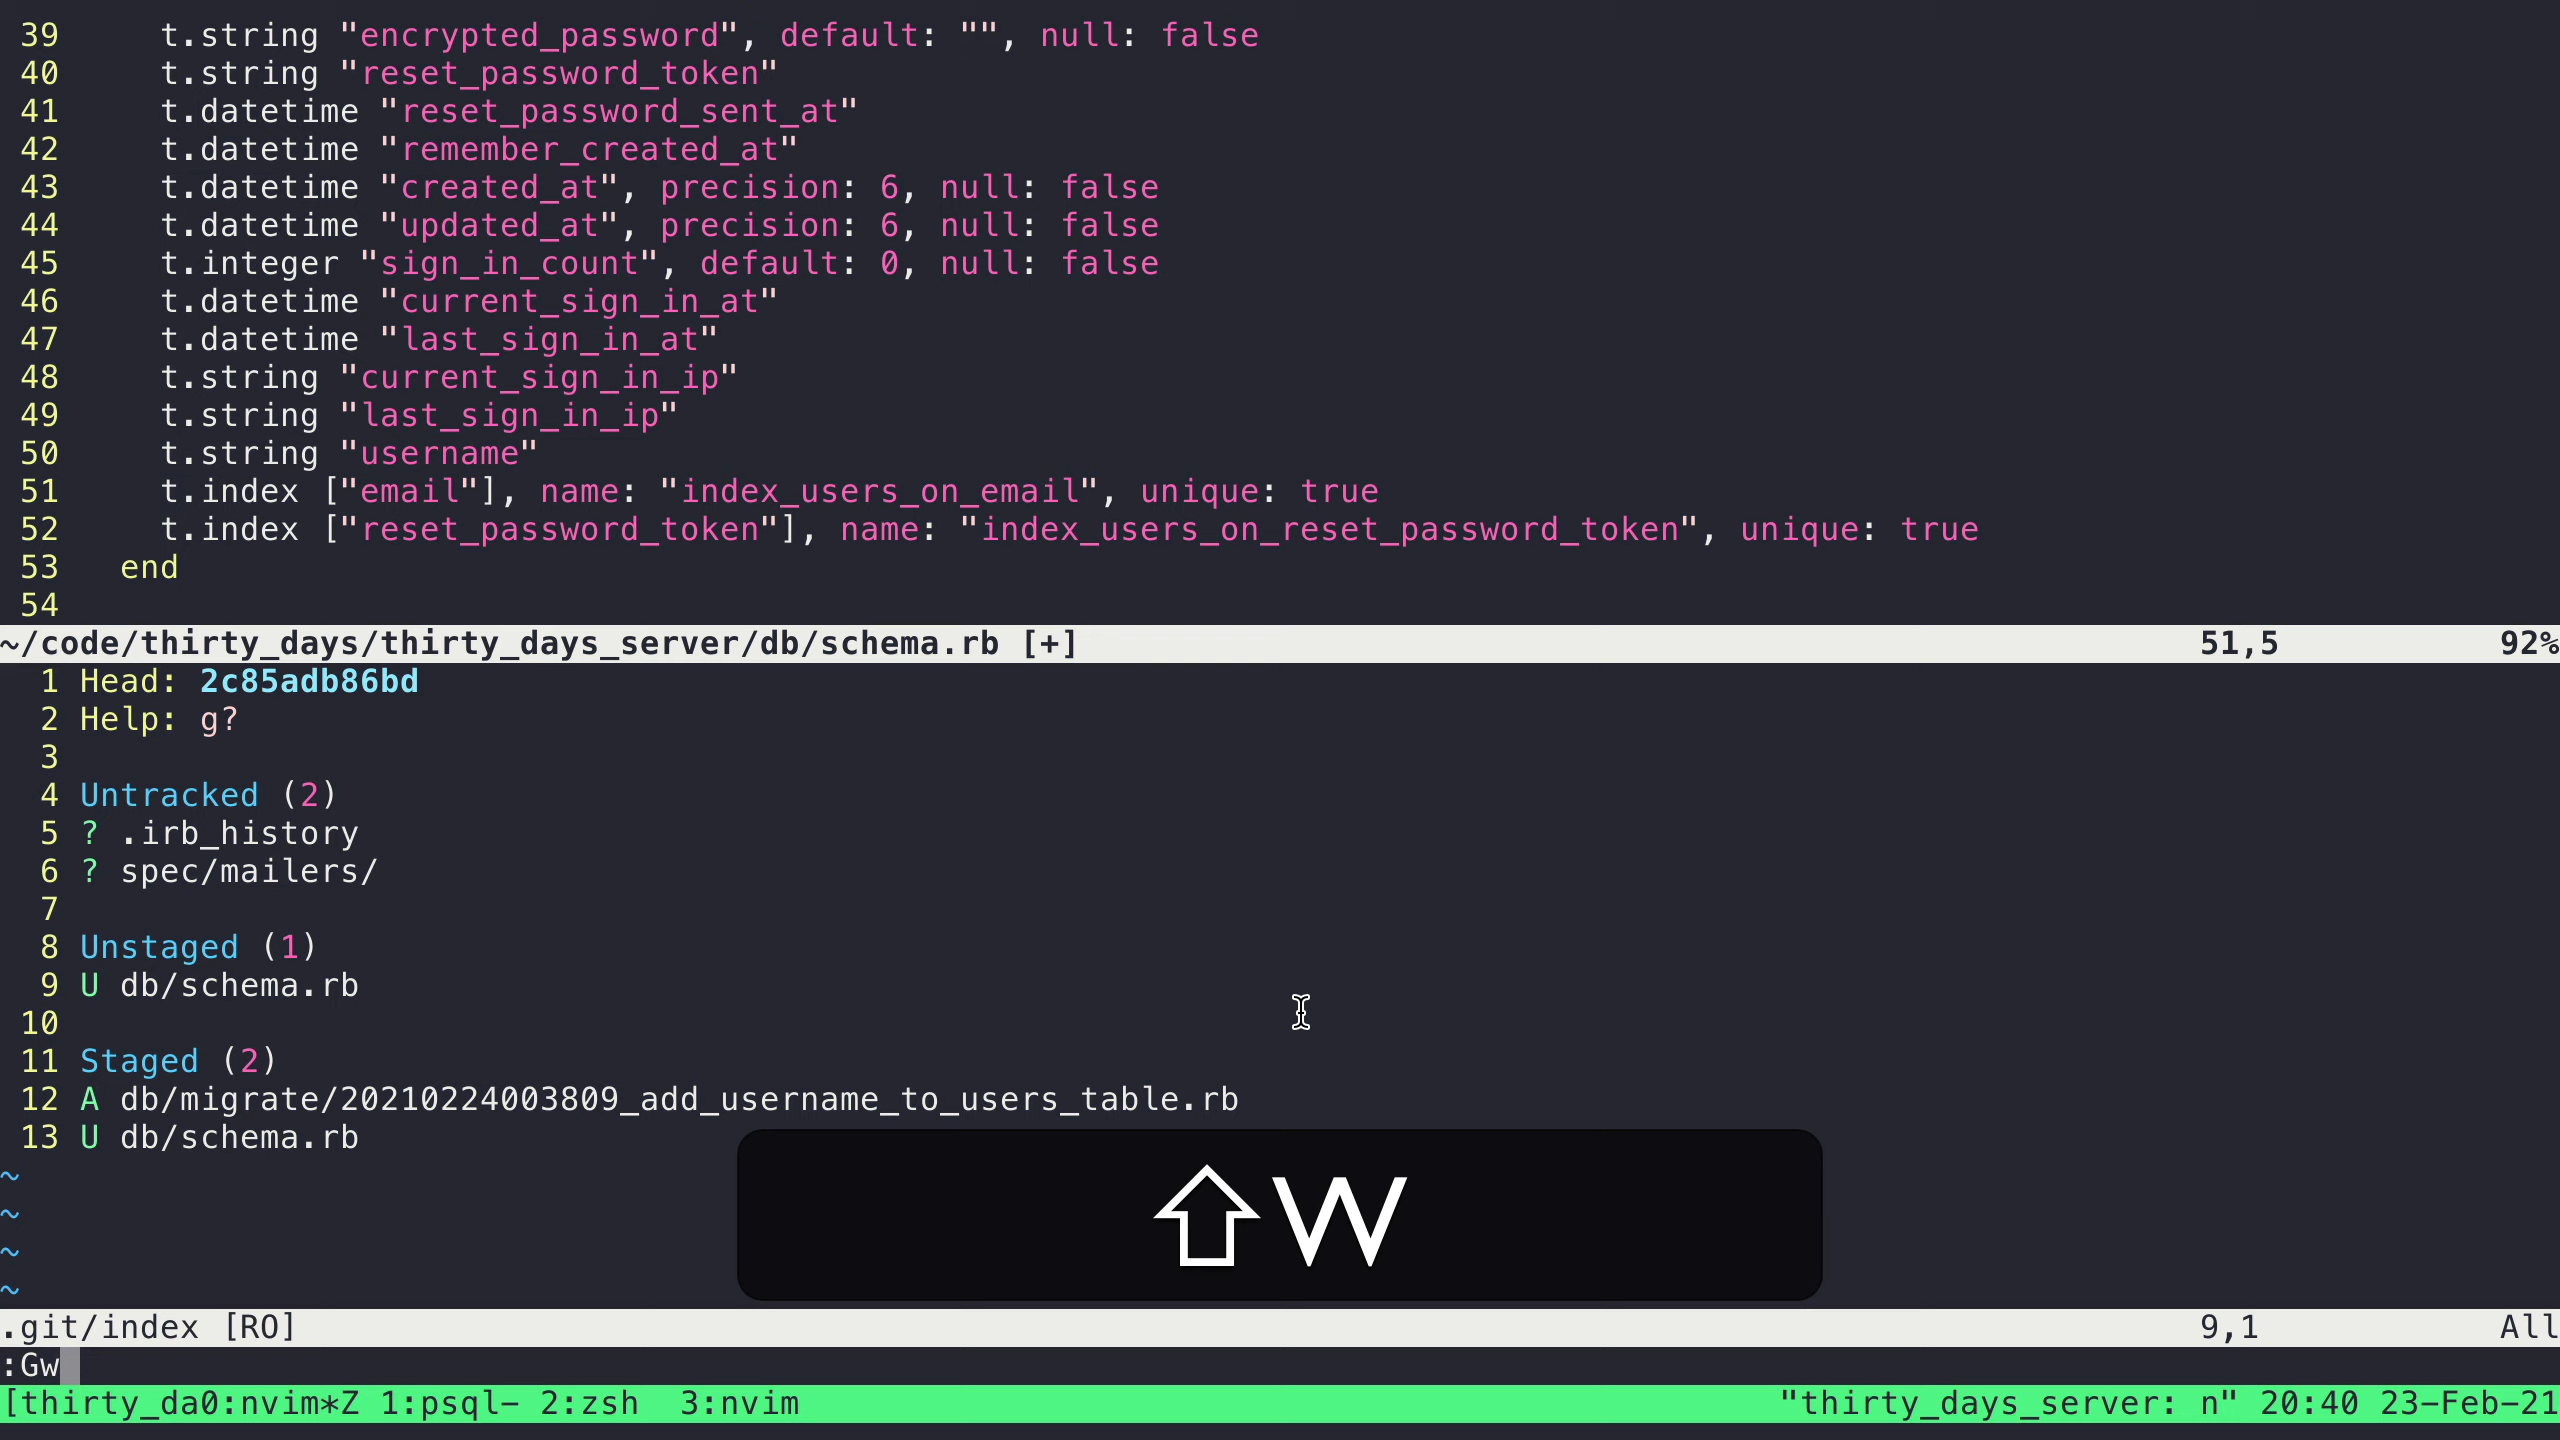 39     t.string "encrypted_password", default: "", null: false
40     t.string "reset_password_token"
41     t.datetime "reset_password_sent_at"
42     t.datetime "remember_created_at"
43     t.datetime "created_at", precision: 6, null: false
44     t.datetime "updated_at", precision: 6, null: false
45     t.integer "sign_in_count", default: 0, null: false
46     t.datetime "current_sign_in_at"
47     t.datetime "last_sign_in_at"
48     t.string "current_sign_in_ip"
49     t.string "last_sign_in_ip"
50     t.string "username"
51     t.index ["email"], name: "index_users_on_email", unique: true
52     t.index ["reset_password_token"], name: "index_users_on_reset_password_token", unique: true
53   end
54
~/code/thirty_days/thirty_days_server/db/schema.rb [+] 51,5 92%
1 Head: 2c85adb86bd
2 Help: g?
3
4 Untracked (2)
5 ? .irb_history
6 ? spec/mailers/
7
8 Unstaged (1)
9 U db/schema.rb
10
11 Staged (2)
12 A db/migrate/20210224003809_add_username_to_users_table.rb
13 U db/schema.rb
~
~
⇧W
~
~
.git/index [RO] 9,1 All
:Gw
[thirty_da0:nvim*Z 1:psql- 2:zsh  3:nvim "thirty_days_server: n" 20:40 23-Feb-21